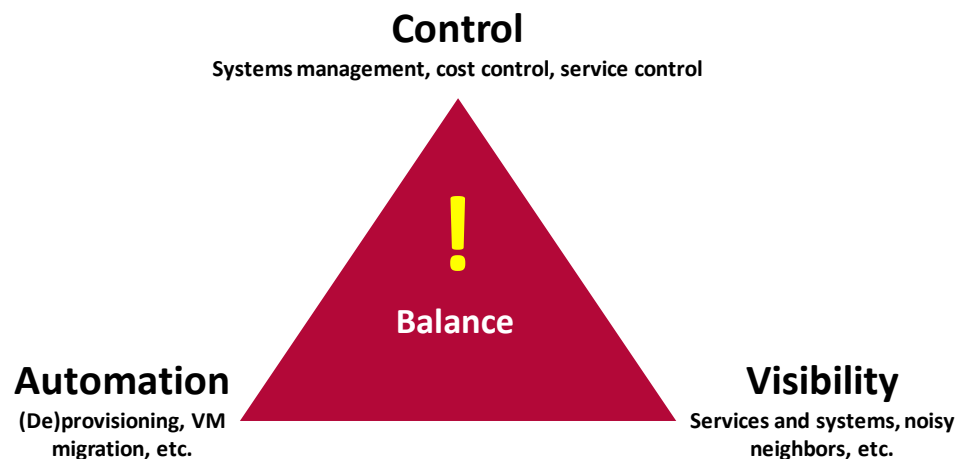 Control
Systems management, cost control, service control
!
Balance
Automation
(De)provisioning, VM
migration, etc.
Visibility
Services and systems, noisy
neighbors, etc.